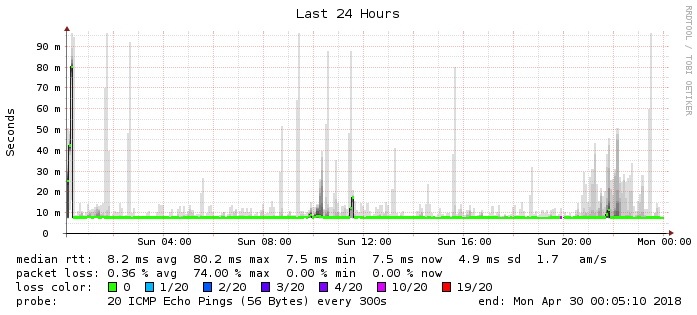 Last 24 Hours
RRDTOOL / TOBI OETIKER
Seconds
90 m
80 m
70 m
60 m
50 m
40 m
30 m
20 m
10 m
0
Sun 04:00 Sun 08:00 Sun 12:00 Sun 16:00 Sun 20:00 Mon 00:00
median rtt: 8.2 ms avg 80.2 ms max 7.5 ms min 7.5 ms now 4.9 ms sd 1.7 am/s
packet loss: 0.36 % avg 74.00 % max 0.00 % min 0.00 % now
loss color: 0 1/20 2/20 3/20 4/20 10/20 19/20
probe: 20 ICMP Echo Pings (56 Bytes) every 300s end: Mon Apr 30 00:05:10 2018